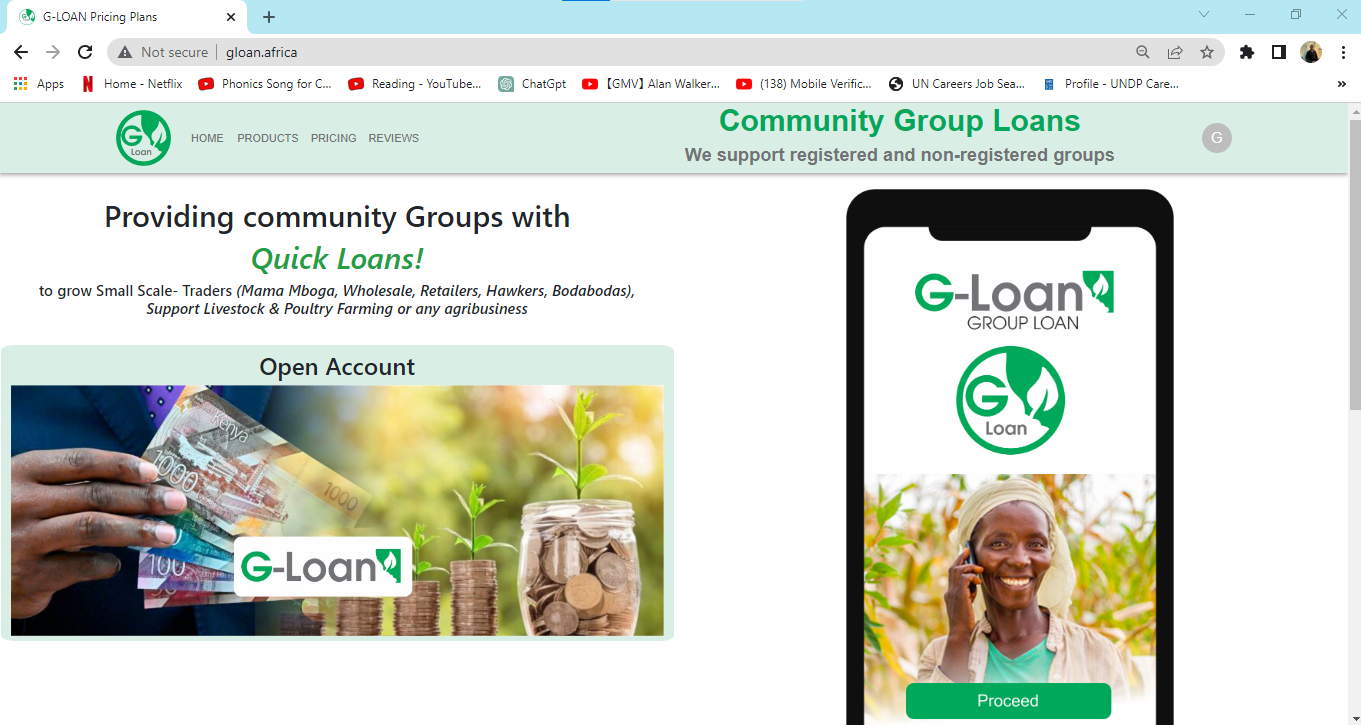 G-LOAN Pricing Plans
Not secure | gloan.africa
Apps Home - Netflix Phonics Song for C... Reading - YouTube... ChatGpt 【GMV】Alan Walker... (138) Mobile Verific... UN Careers Job Sea... Profile - UNDP Care... »
G Loan
HOME PRODUCTS PRICING REVIEWS
Community Group Loans
We support registered and non-registered groups
G
Providing community Groups with
Quick Loans!
to grow Small Scale- Traders (Mama Mboga, Wholesale, Retailers, Hawkers, Bodabodas),
Support Livestock & Poultry Farming or any agribusiness
Open Account
Kenya
1000
1000
100
G-Loan
G-Loan
GROUP LOAN
G
Loan
Proceed